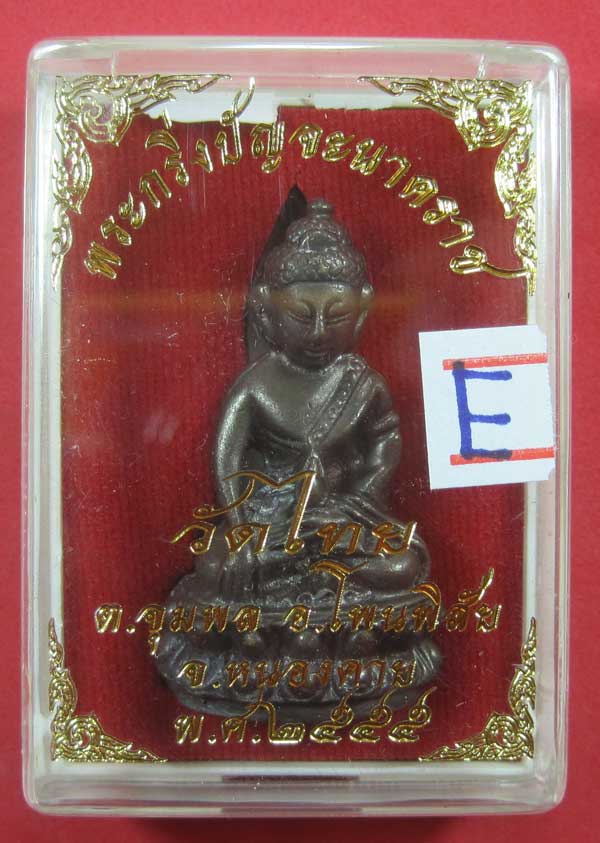 พระกริ่งปัญจะนาคราช
E
วัดไทย
ต.จุมพล อ.โพนพิสัย
จ.หนองคาย
พ.ศ.๒๕๕๕